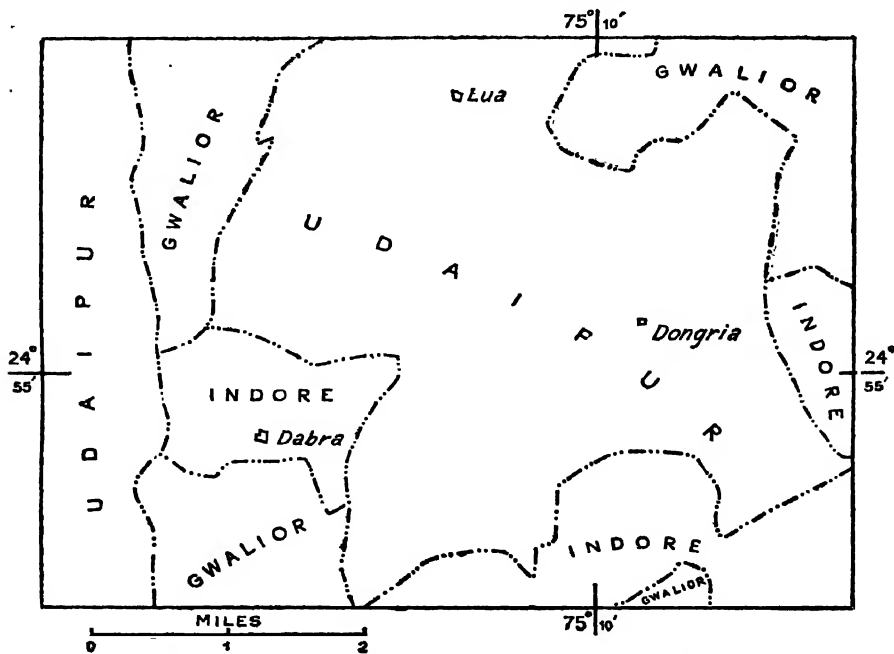 75° 10'
GWALIOR
Lua
GWALIOR
UDAIPUR
UDAIPUR
Dongria
INDORE
24° 55'
24° 55'
INDORE
Dabra
GWALIOR
INDORE
GWALIOR
75° 10'
MILES
0 1 2